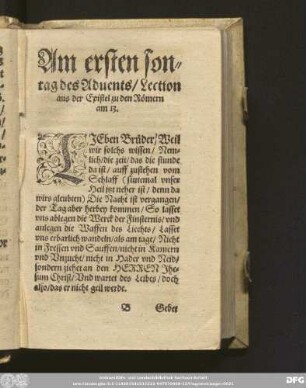 Am ersten son-
tag des Aduents/ Lection
aus der Epistel zu den Römern
am 13.
LIEben Brüder/ Weil
wir solchs wissen/ Nem-
lich/ die zeit/ das die stunde
da ist/ auff zustehen vom
Schlaff (sintemal vnser
Heil itzt neher ist/ denn da
wirs gleubten) Die Nacht ist vergangen/
der Tag aber herbey kommen/ So lasset
vns ablegen die Werck der Finsternis/ vnd
anlegen die Waffen des Liechts/ Lasset
vns erbarlich wandeln/ als am tage/ Nicht
in Fressen vnd Sauffen/ nicht in Kamern
vnd Vnzucht/ nicht in Hader vnd Neid/
sondern ziehet an den HERREN Jhe-
sum Christ/ Vnd wartet des Leibes/ doch
also/ das er nicht geil werde.
B Gebet